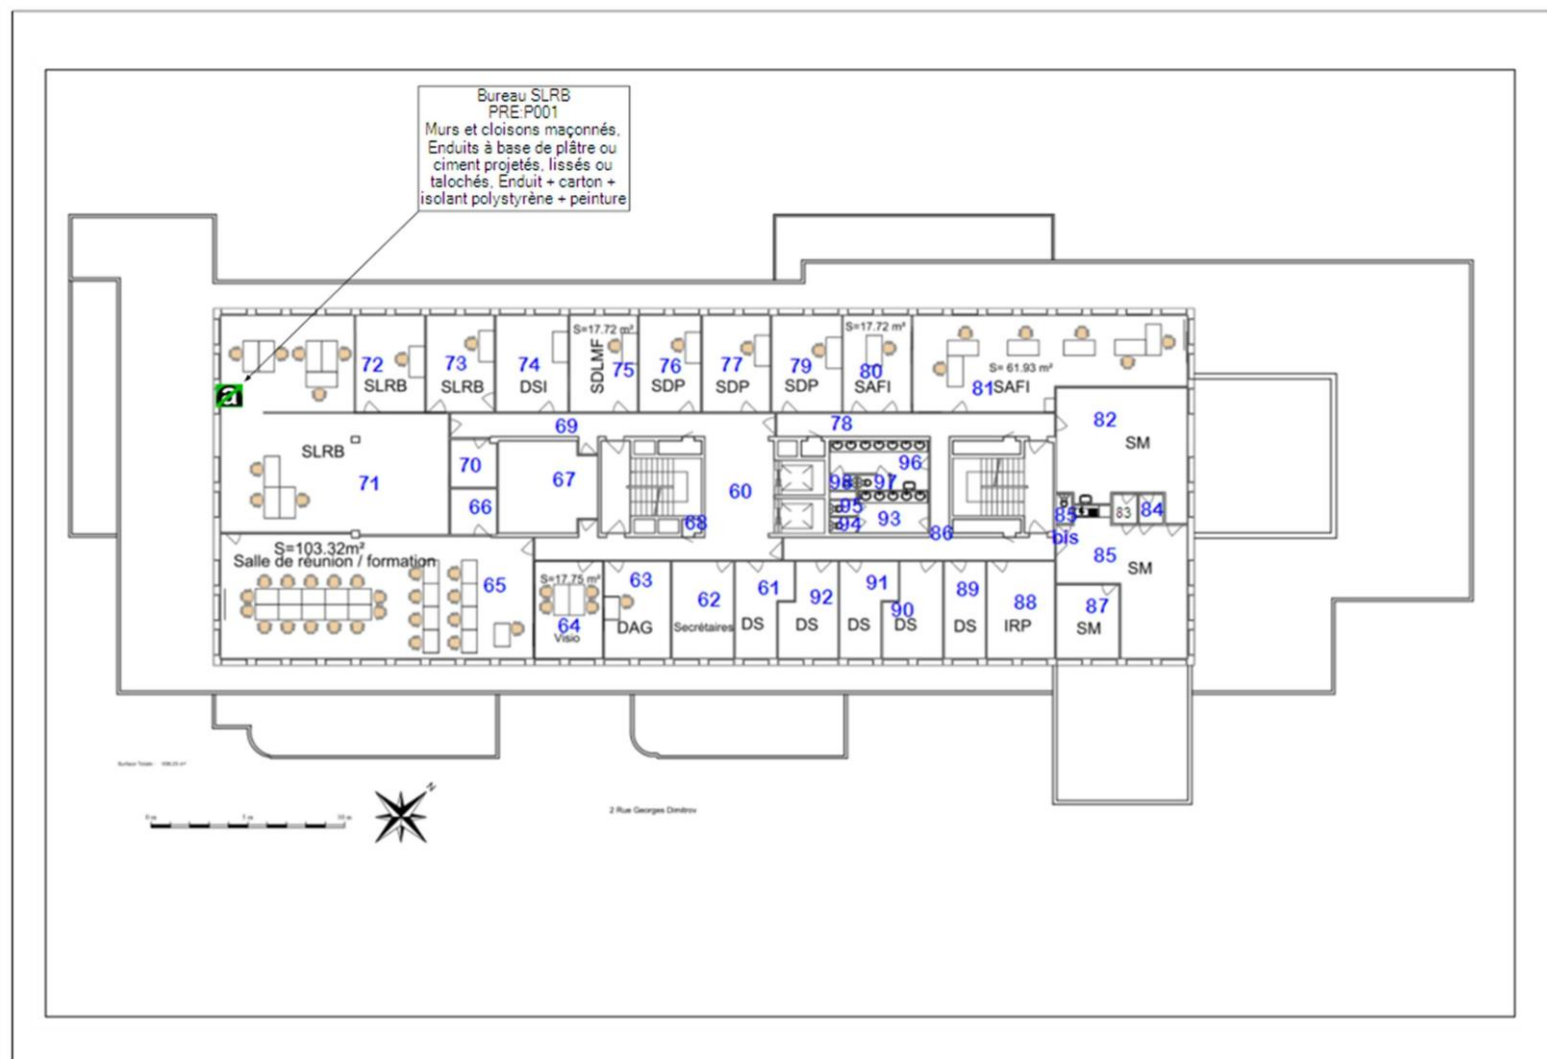 Bureau SLRB
PRE:P001
Murs et cloisons maçonnés,
Enduits à base de plâtre ou
ciment projetés, lissés ou
talochés, Enduit + carton +
isolant polystyrène + peinture
a
S=17.72 m²
S=17.72 m²
72
SLRB
73
SLRB
74
DSI
SDLMF
75
76
SDP
77
SDP
79
SDP
80
SAFI
S= 61.93 m²
81
SAFI
82
SM
69
78
SLRB
71
70
66
67
68
60
96
98
97
95
94
93
86
85
bis
83
84
85
SM
S=103.32m²
Salle de réunion / formation
65
S=17.75 m²
64
Visio
63
DAG
62
Secrétaires
61
DS
92
DS
91
DS
90
DS
89
DS
88
IRP
87
SM
Surface Totale :
N
0 m
5 m
10 m
2 Rue Georges Dimitrov